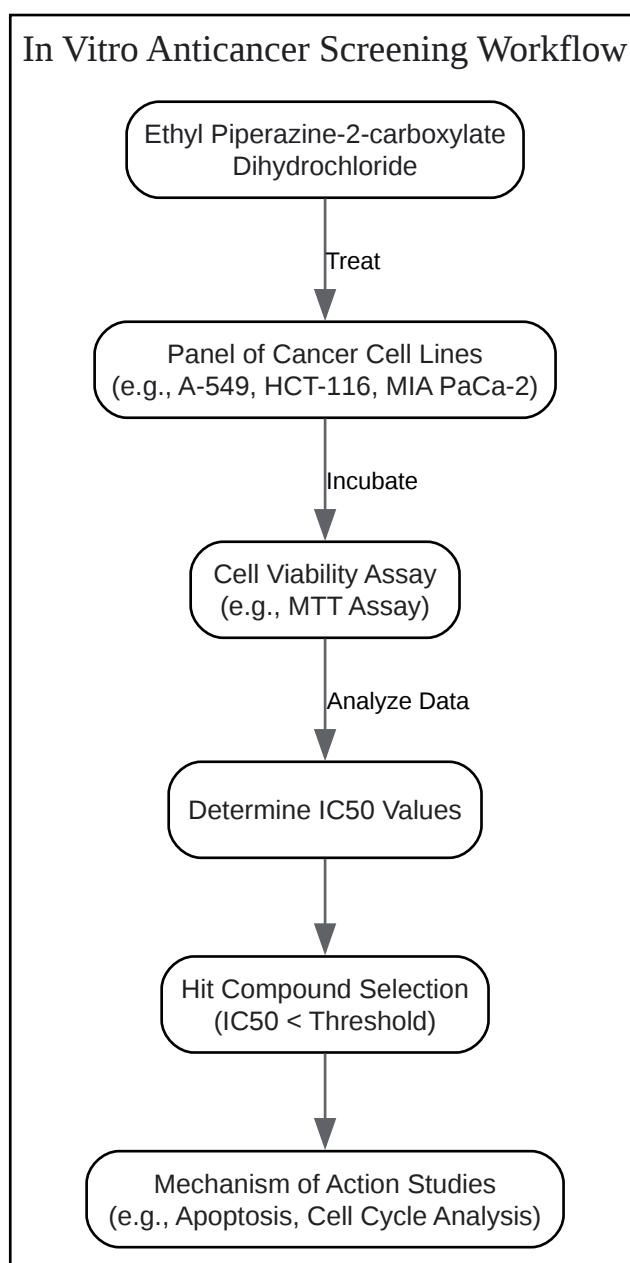 In Vitro Anticancer Screening Workflow
Ethyl Piperazine-2-carboxylate
Dihydrochloride
Treat
Panel of Cancer Cell Lines
(e.g., A-549, HCT-116, MIA PaCa-2)
Incubate
Cell Viability Assay
(e.g., MTT Assay)
Analyze Data
Determine IC50 Values
Hit Compound Selection
(IC50 < Threshold)
Mechanism of Action Studies
(e.g., Apoptosis, Cell Cycle Analysis)